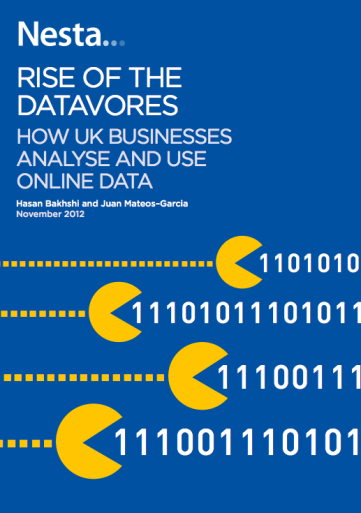 Nesta...
RISE OF THE
DATAVORES
HOW UK BUSINESSES
ANALYSE AND USE
ONLINE DATA
Hasan Bakhshi and Juan Mateos-Garcia
November 2012
1101010
11101011101011
11100111
111001110101